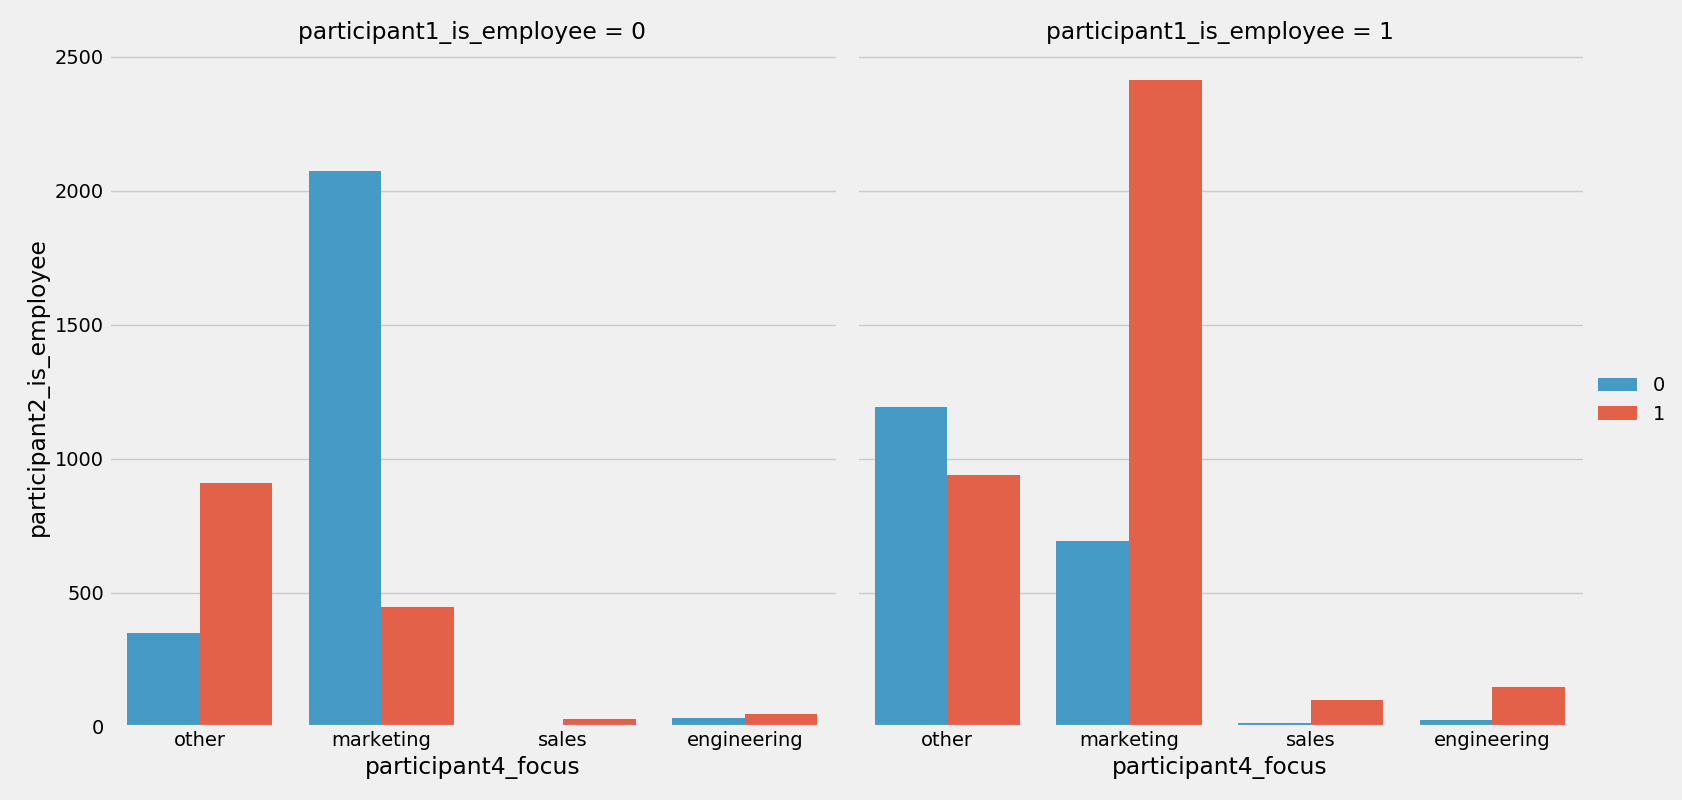 participant1_is_employee = 0
participant1_is_employee = 1
participant2_is_employee
2500
2000
1500
1000
500
0
other
marketing
sales
engineering
participant4_focus
other
marketing
sales
engineering
participant4_focus
0
1